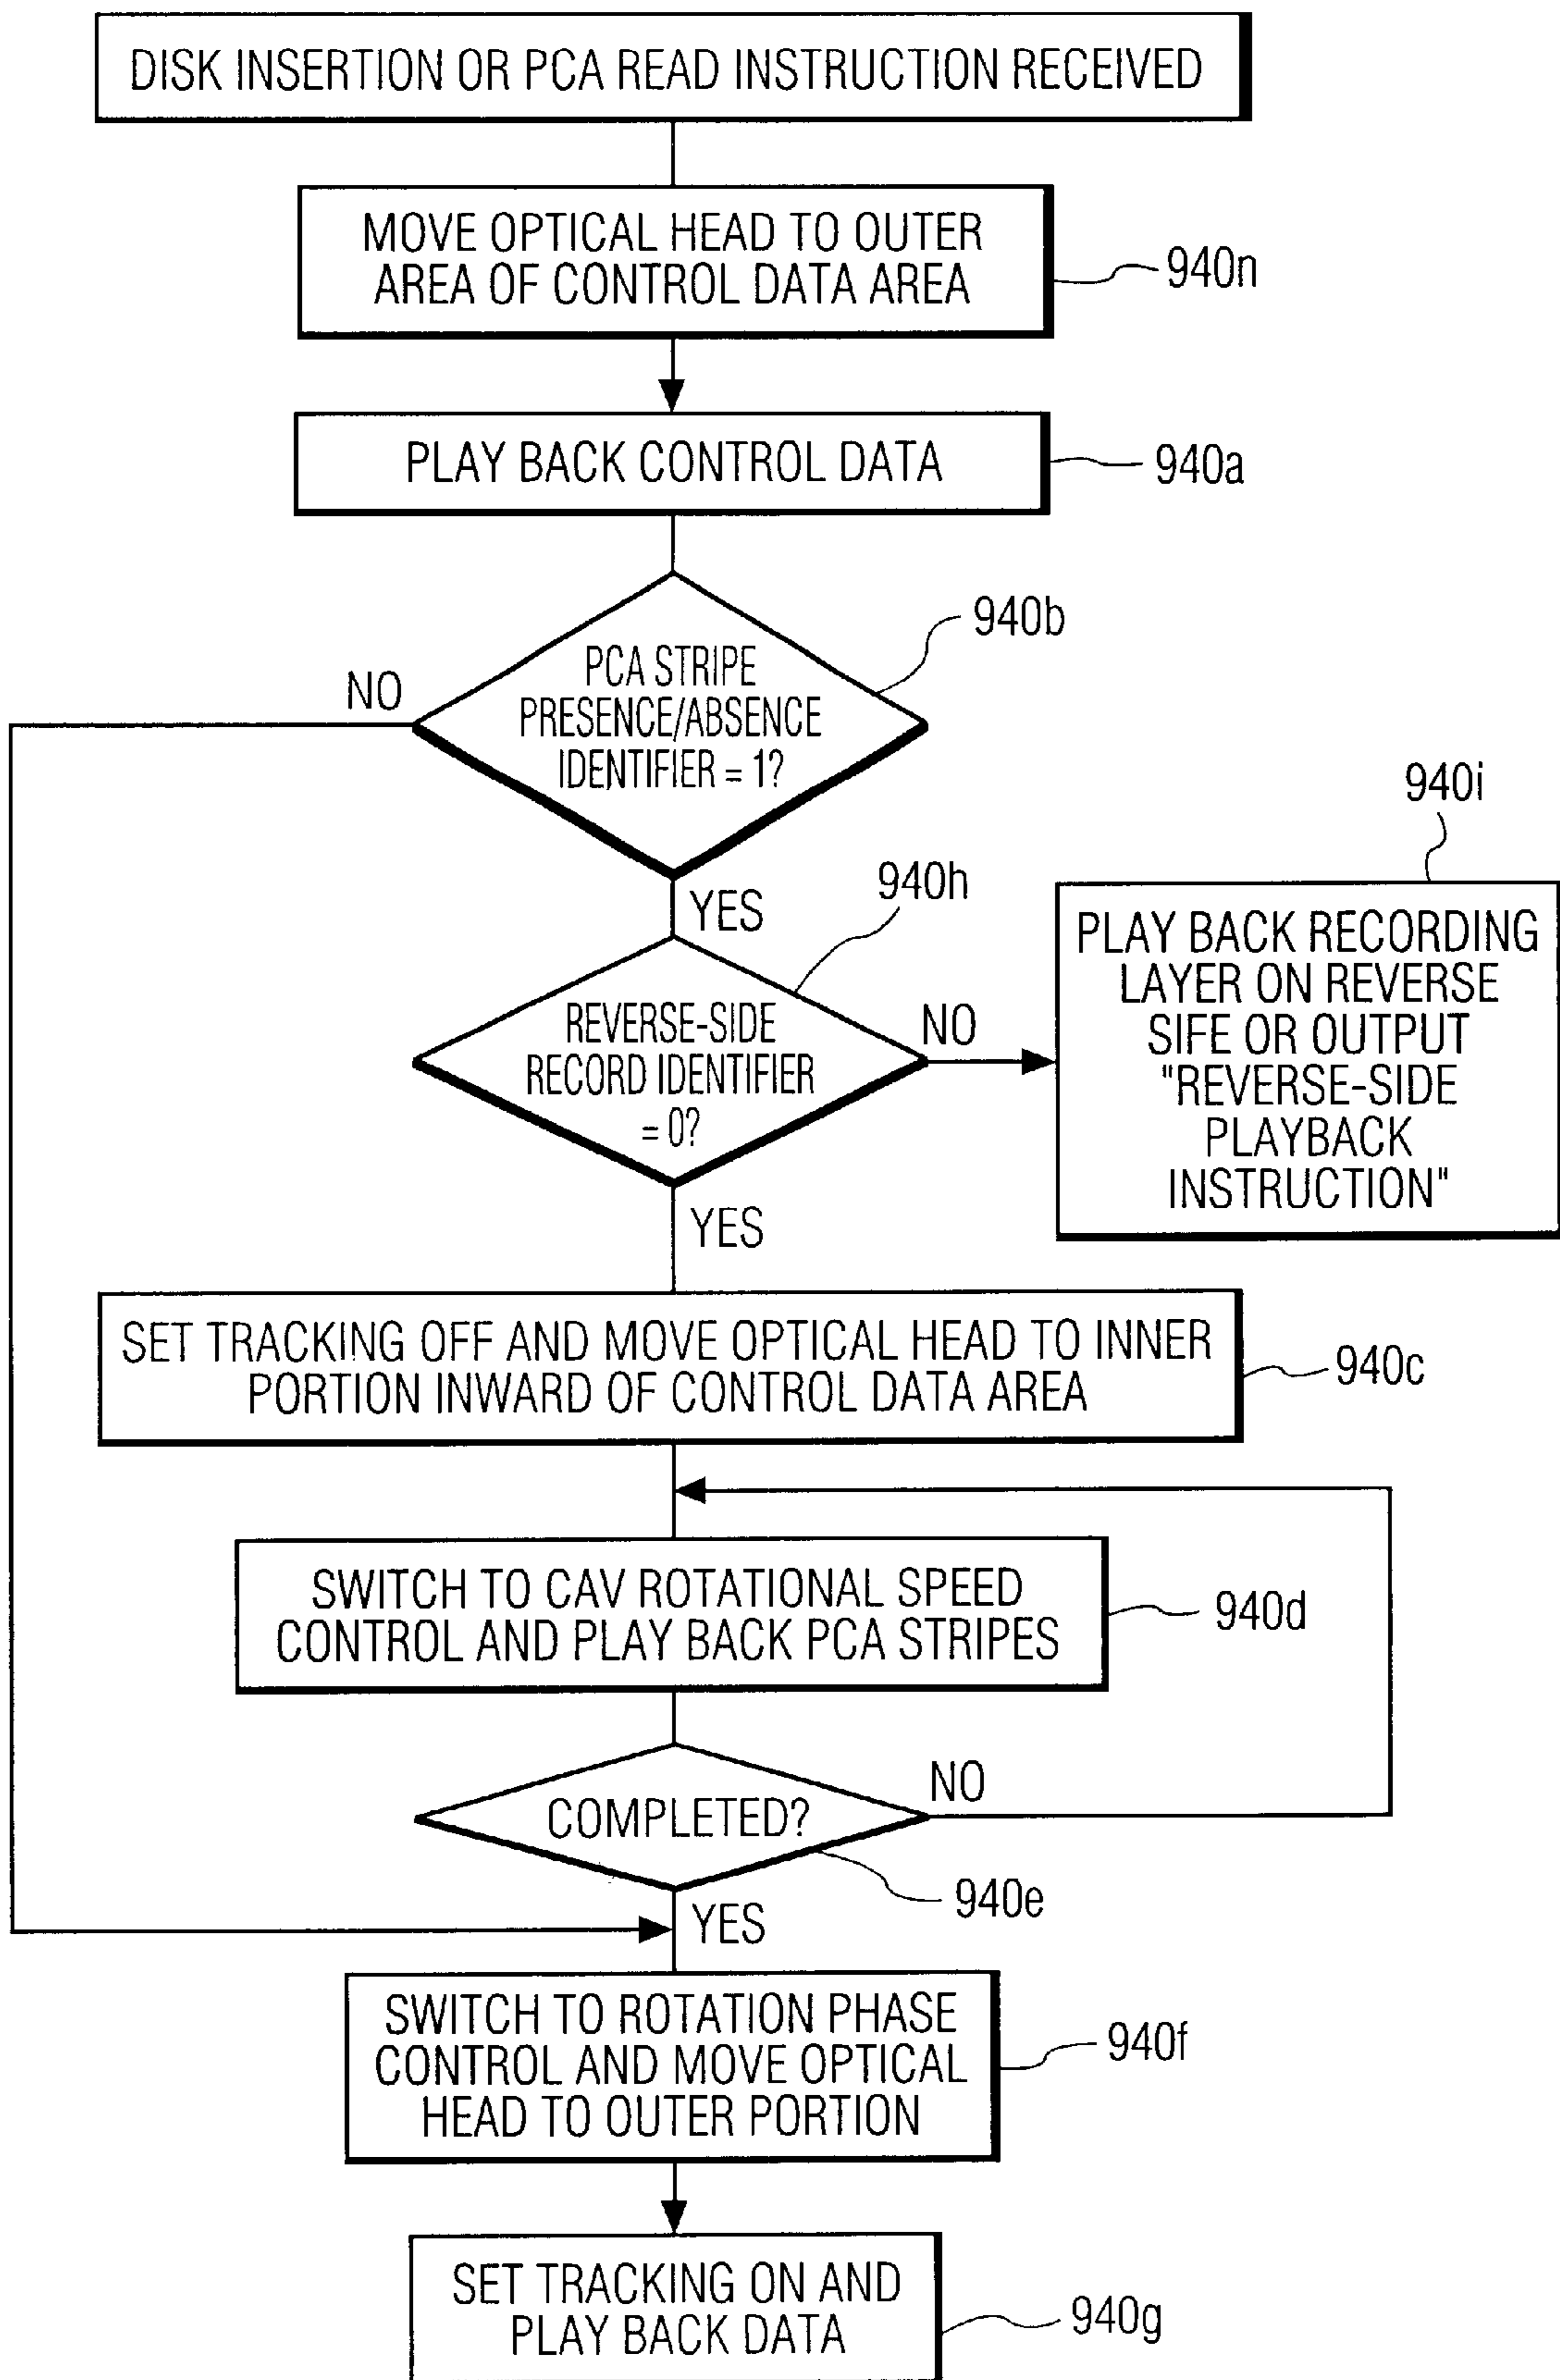 DISK INSERTION OR PCA READ INSTRUCTION RECEIVED
MOVE OPTICAL HEAD TO OUTER
AREA OF CONTROL DATA AREA
940n
PLAY BACK CONTROL DATA
940a
940b
PCA STRIPE
PRESENCE/ABSENCE
IDENTIFIER = 1?
NO
YES
940h
REVERSE-SIDE
RECORD IDENTIFIER
= 0?
NO
940i
PLAY BACK RECORDING
LAYER ON REVERSE
SIFE OR OUTPUT
"REVERSE-SIDE
PLAYBACK
INSTRUCTION"
YES
SET TRACKING OFF AND MOVE OPTICAL HEAD TO INNER
PORTION INWARD OF CONTROL DATA AREA
940c
SWITCH TO CAV ROTATIONAL SPEED
CONTROL AND PLAY BACK PCA STRIPES
940d
COMPLETED?
NO
940e
YES
SWITCH TO ROTATION PHASE
CONTROL AND MOVE OPTICAL
HEAD TO OUTER PORTION
940f
SET TRACKING ON AND
PLAY BACK DATA
940g